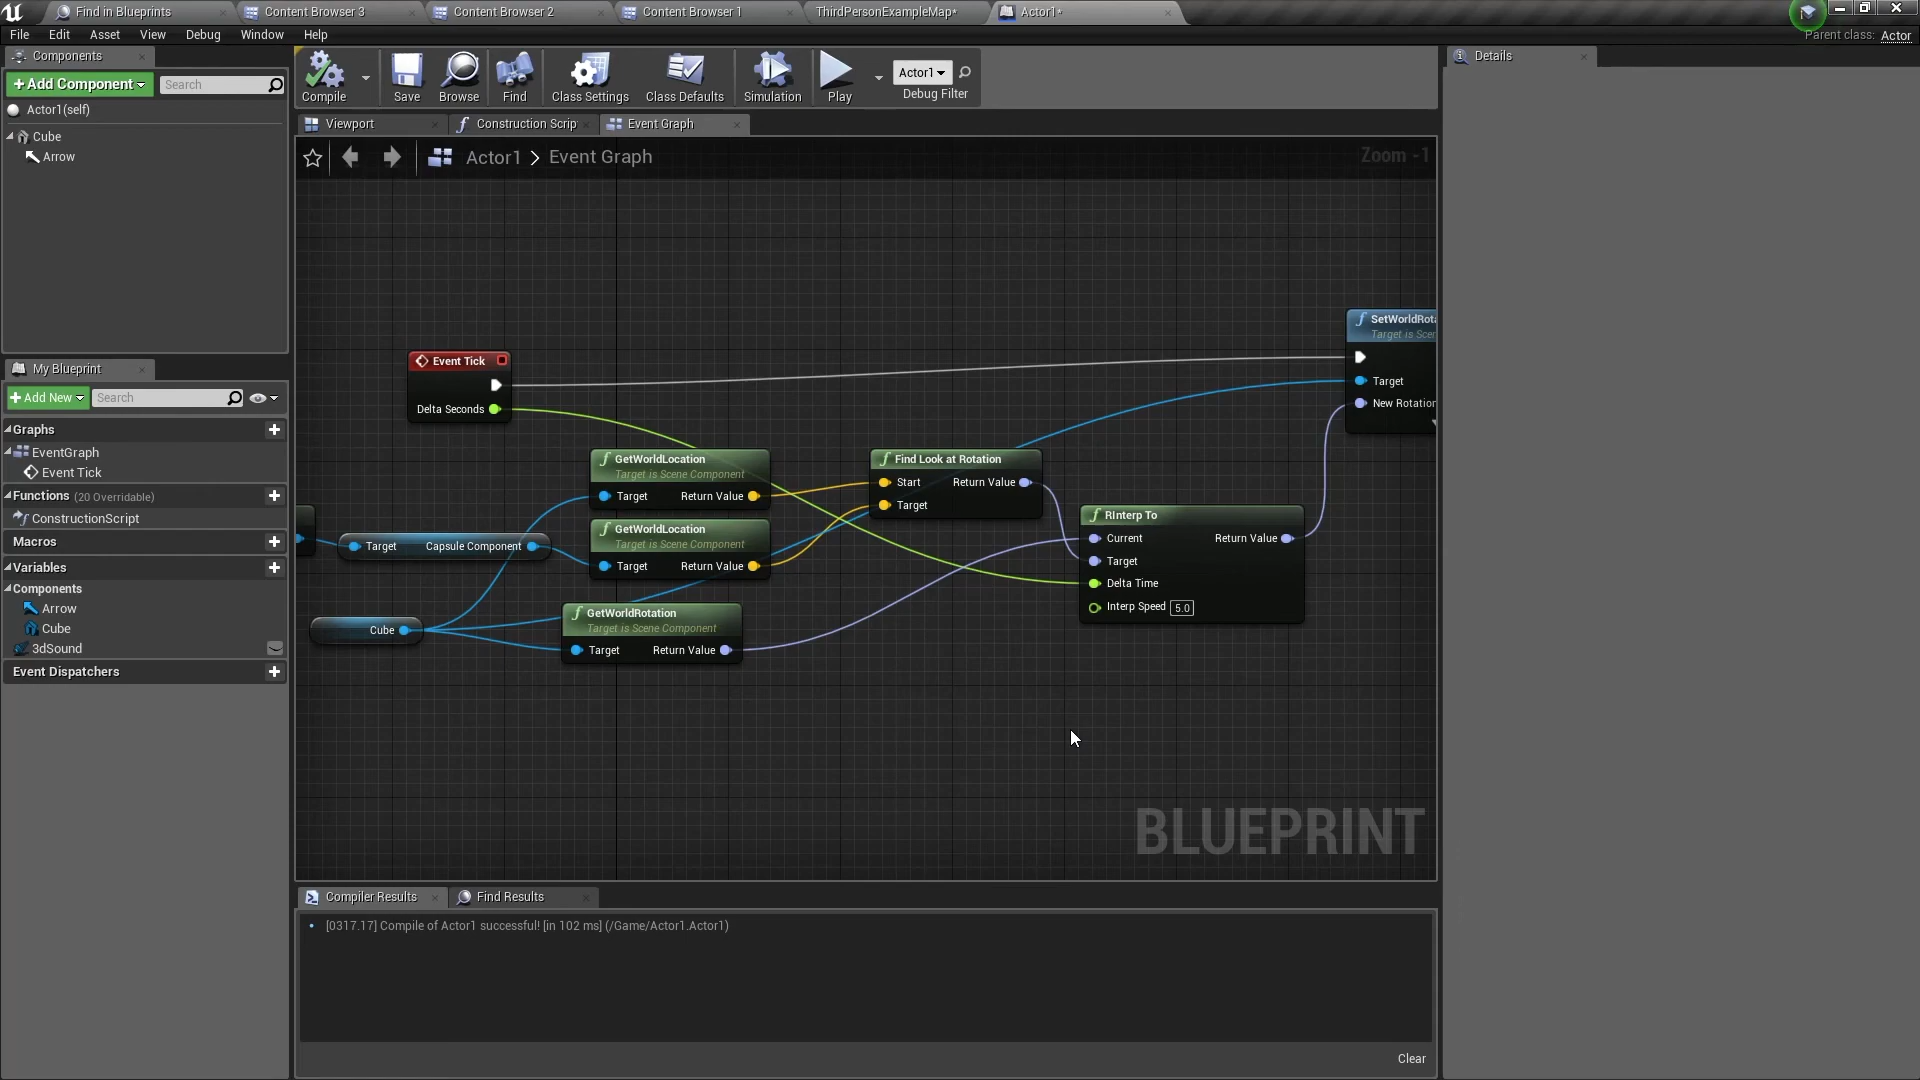 Find in Blueprints
Content Browser 3
Content Browser 2
Content Browser 1
ThirdPersonExampleMap*
Actor1*
File Edit Asset View Debug Window Help
Parent class: Actor
Components
+Add Component
Search
Actor1(self)
Cube
Arrow
Compile
Save
Browse
Find
Class Settings
Class Defaults
Simulation
Play
Actor1
Debug Filter
Details
Viewport
Construction Scrip
Event Graph
Actor1 > Event Graph
Zoom -1
My Blueprint
+Add New
Search
Graphs
EventGraph
Event Tick
Functions (20 Overridable)
ConstructionScript
Macros
Variables
Components
Arrow
Cube
3dSound
Event Dispatchers
Event Tick
Delta Seconds
GetWorldLocation
Target is Scene Component
Target Return Value
GetWorldLocation
Target is Scene Component
Target Return Value
Target Capsule Component
Cube
GetWorldRotation
Target is Scene Component
Target Return Value
Find Look at Rotation
Start Return Value
Target
RInterp To
Current Return Value
Target
Delta Time
Interp Speed 5.0
SetWorldRota
Target is Scen
Target
New Rotation
BLUEPRINT
Compiler Results
Find Results
[0317.17] Compile of Actor1 successful! [in 102 ms] (/Game/Actor1.Actor1)
Clear